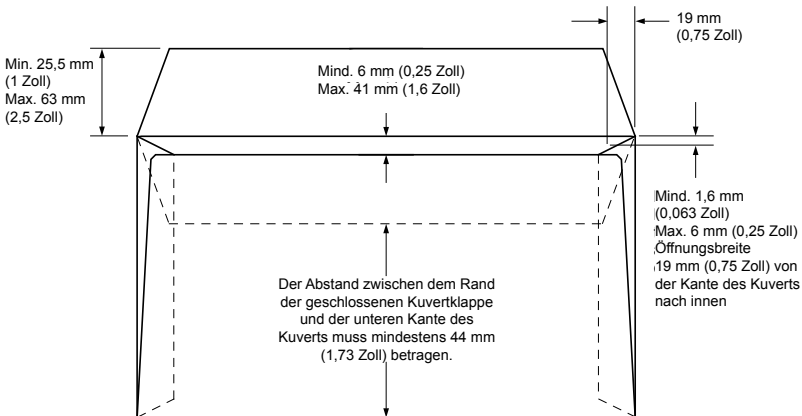 19 mm
(0,75 Zoll)
Min. 25,5 mm
(1 Zoll)
Max. 63 mm
(2,5 Zoll)
Mind. 6 mm (0,25 Zoll)
Max. 41 mm (1,6 Zoll)
Mind. 1,6 mm
(0,063 Zoll)
Max. 6 mm (0,25 Zoll)
Öffnungsbreite
19 mm (0,75 Zoll) von
der Kante des Kuverts
nach innen
Der Abstand zwischen dem Rand
der geschlossenen Kuvertklappe
und der unteren Kante des
Kuverts muss mindestens 44 mm
(1,73 Zoll) betragen.